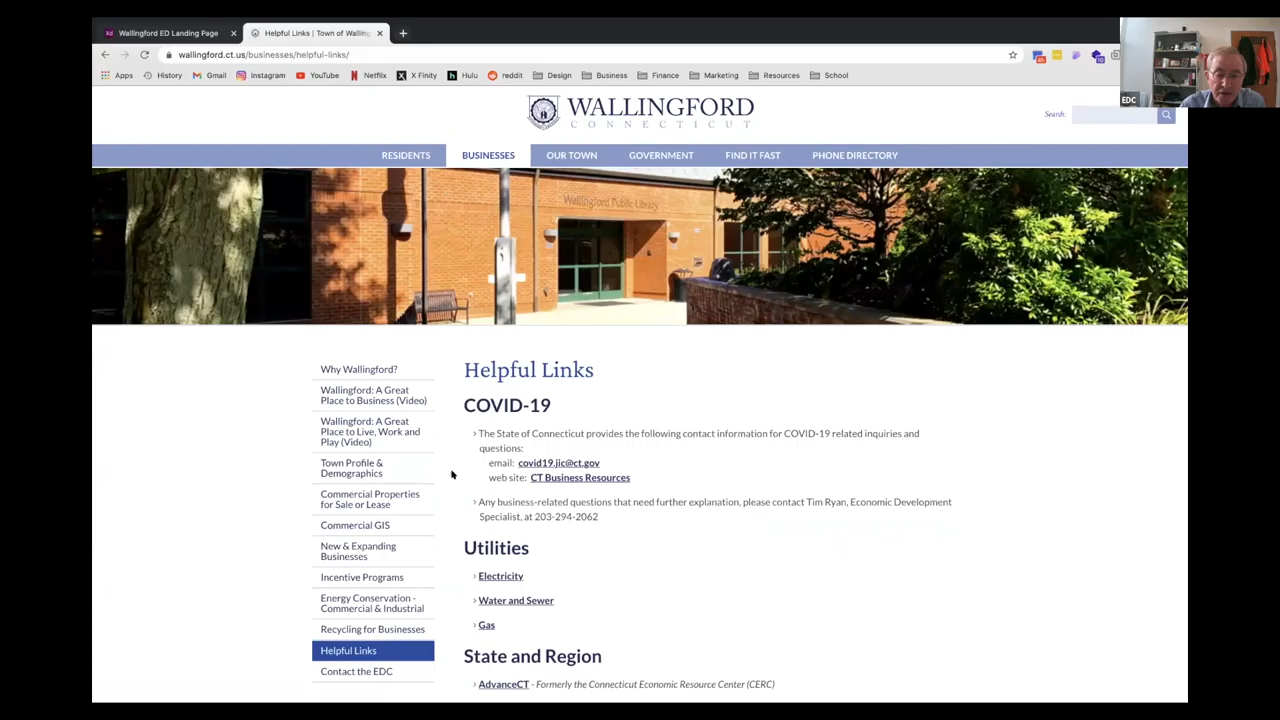 Wallingford ED Landing Page
Helpful Links | Town of Walling
wallingford.ct.us/businesses/helpful-links/
Apps History Gmail Instagram YouTube Netflix X Finity Hulu reddit Design Business Finance Marketing Resources School
EDC
WALLINGFORD
CONNECTICUT
Search:
RESIDENTS BUSINESSES OUR TOWN GOVERNMENT FIND IT FAST PHONE DIRECTORY
Wallingford Public Library
Why Wallingford?
Wallingford: A Great
Place to Business (Video)
Wallingford: A Great
Place to Live, Work and
Play (Video)
Town Profile &
Demographics
Commercial Properties
for Sale or Lease
Commercial GIS
New & Expanding
Businesses
Incentive Programs
Energy Conservation -
Commercial & Industrial
Recycling for Businesses
Helpful Links
Contact the EDC
Helpful Links
COVID-19
The State of Connecticut provides the following contact information for COVID-19 related inquiries and
questions:
email: covid19.jic@ct.gov
web site: CT Business Resources
Any business-related questions that need further explanation, please contact Tim Ryan, Economic Development
Specialist, at 203-294-2062
Utilities
Electricity
Water and Sewer
Gas
State and Region
AdvanceCT - Formerly the Connecticut Economic Resource Center (CERC)